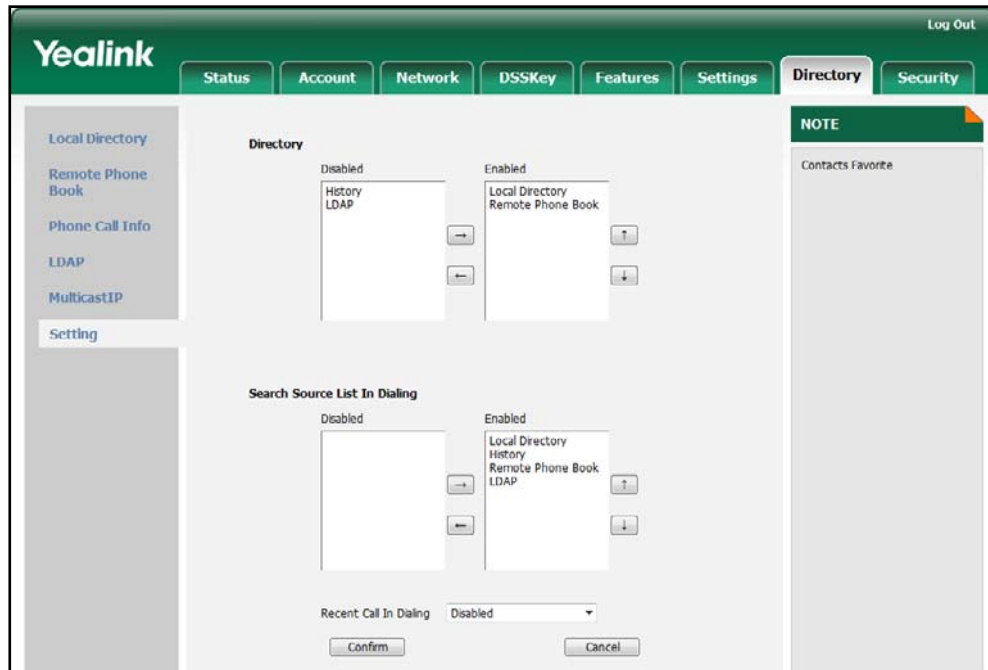 Log Out
Yealink
Status Account Network DSSKey Features Settings Directory Security
Local Directory
Remote Phone
Book
Phone Call Info
LDAP
MulticastIP
Setting
Directory
Disabled Enabled
History
LDAP
→
←
Local Directory
Remote Phone Book
↑
↓
Search Source List In Dialing
Disabled Enabled
→
←
Local Directory
History
Remote Phone Book
LDAP
↑
↓
Recent Call In Dialing Disabled
Confirm Cancel
NOTE
Contacts Favorite